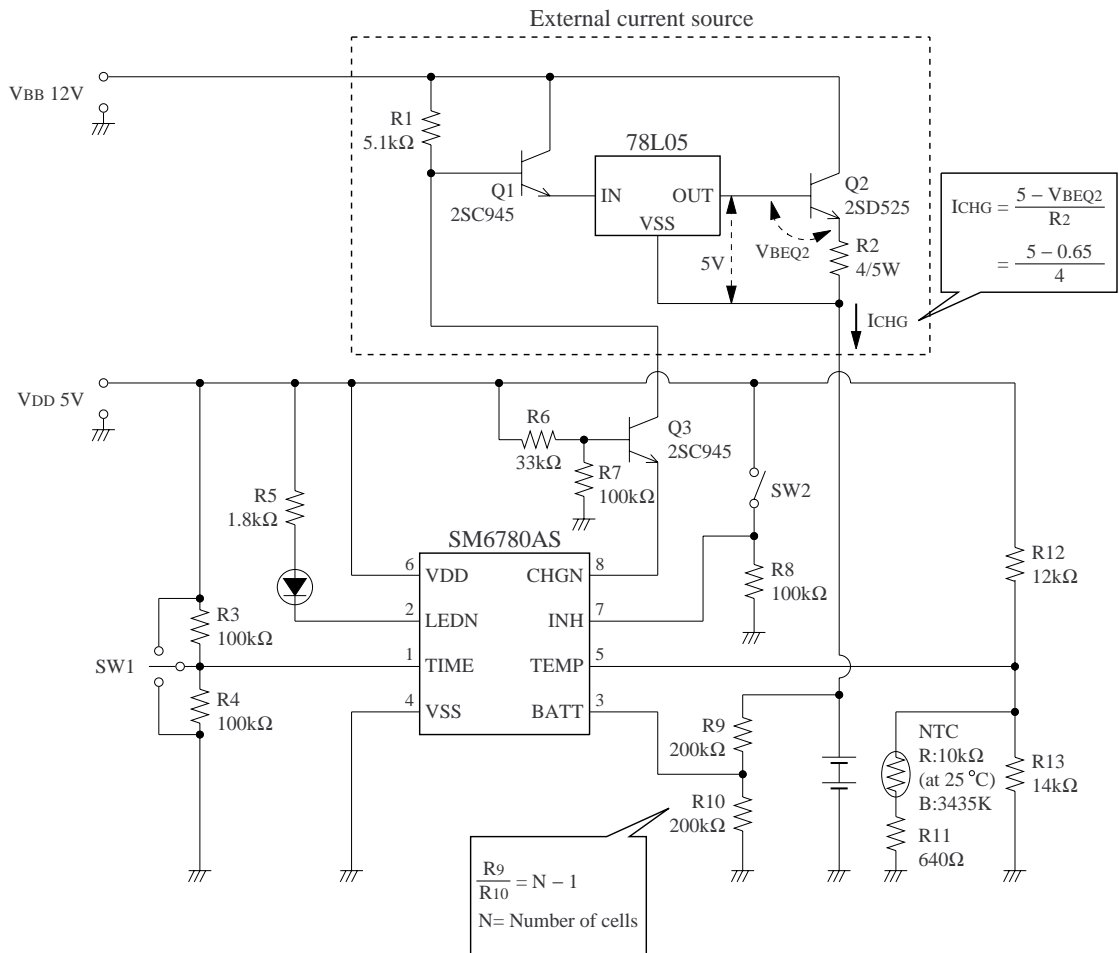 External current source
VBB 12V
R1
5.1kΩ
Q1
2SC945
78L05
IN
OUT
VSS
5V
VBEQ2
Q2
2SD525
R2
4/5W
ICHG
ICHG = 5 – VBEQ2
R2
= 5 – 0.65
4
VDD 5V
R6
33kΩ
R7
100kΩ
Q3
2SC945
SW2
R5
1.8kΩ
SM6780AS
6 VDD
CHGN 8
2 LEDN
INH 7
1 TIME
TEMP 5
4 VSS
BATT 3
R8
100kΩ
R12
12kΩ
SW1
R3
100kΩ
R4
100kΩ
R9
200kΩ
R10
200kΩ
NTC
R:10kΩ
(at 25 °C)
B:3435K
R11
640Ω
R13
14kΩ
R9
R10 = N – 1
N= Number of cells